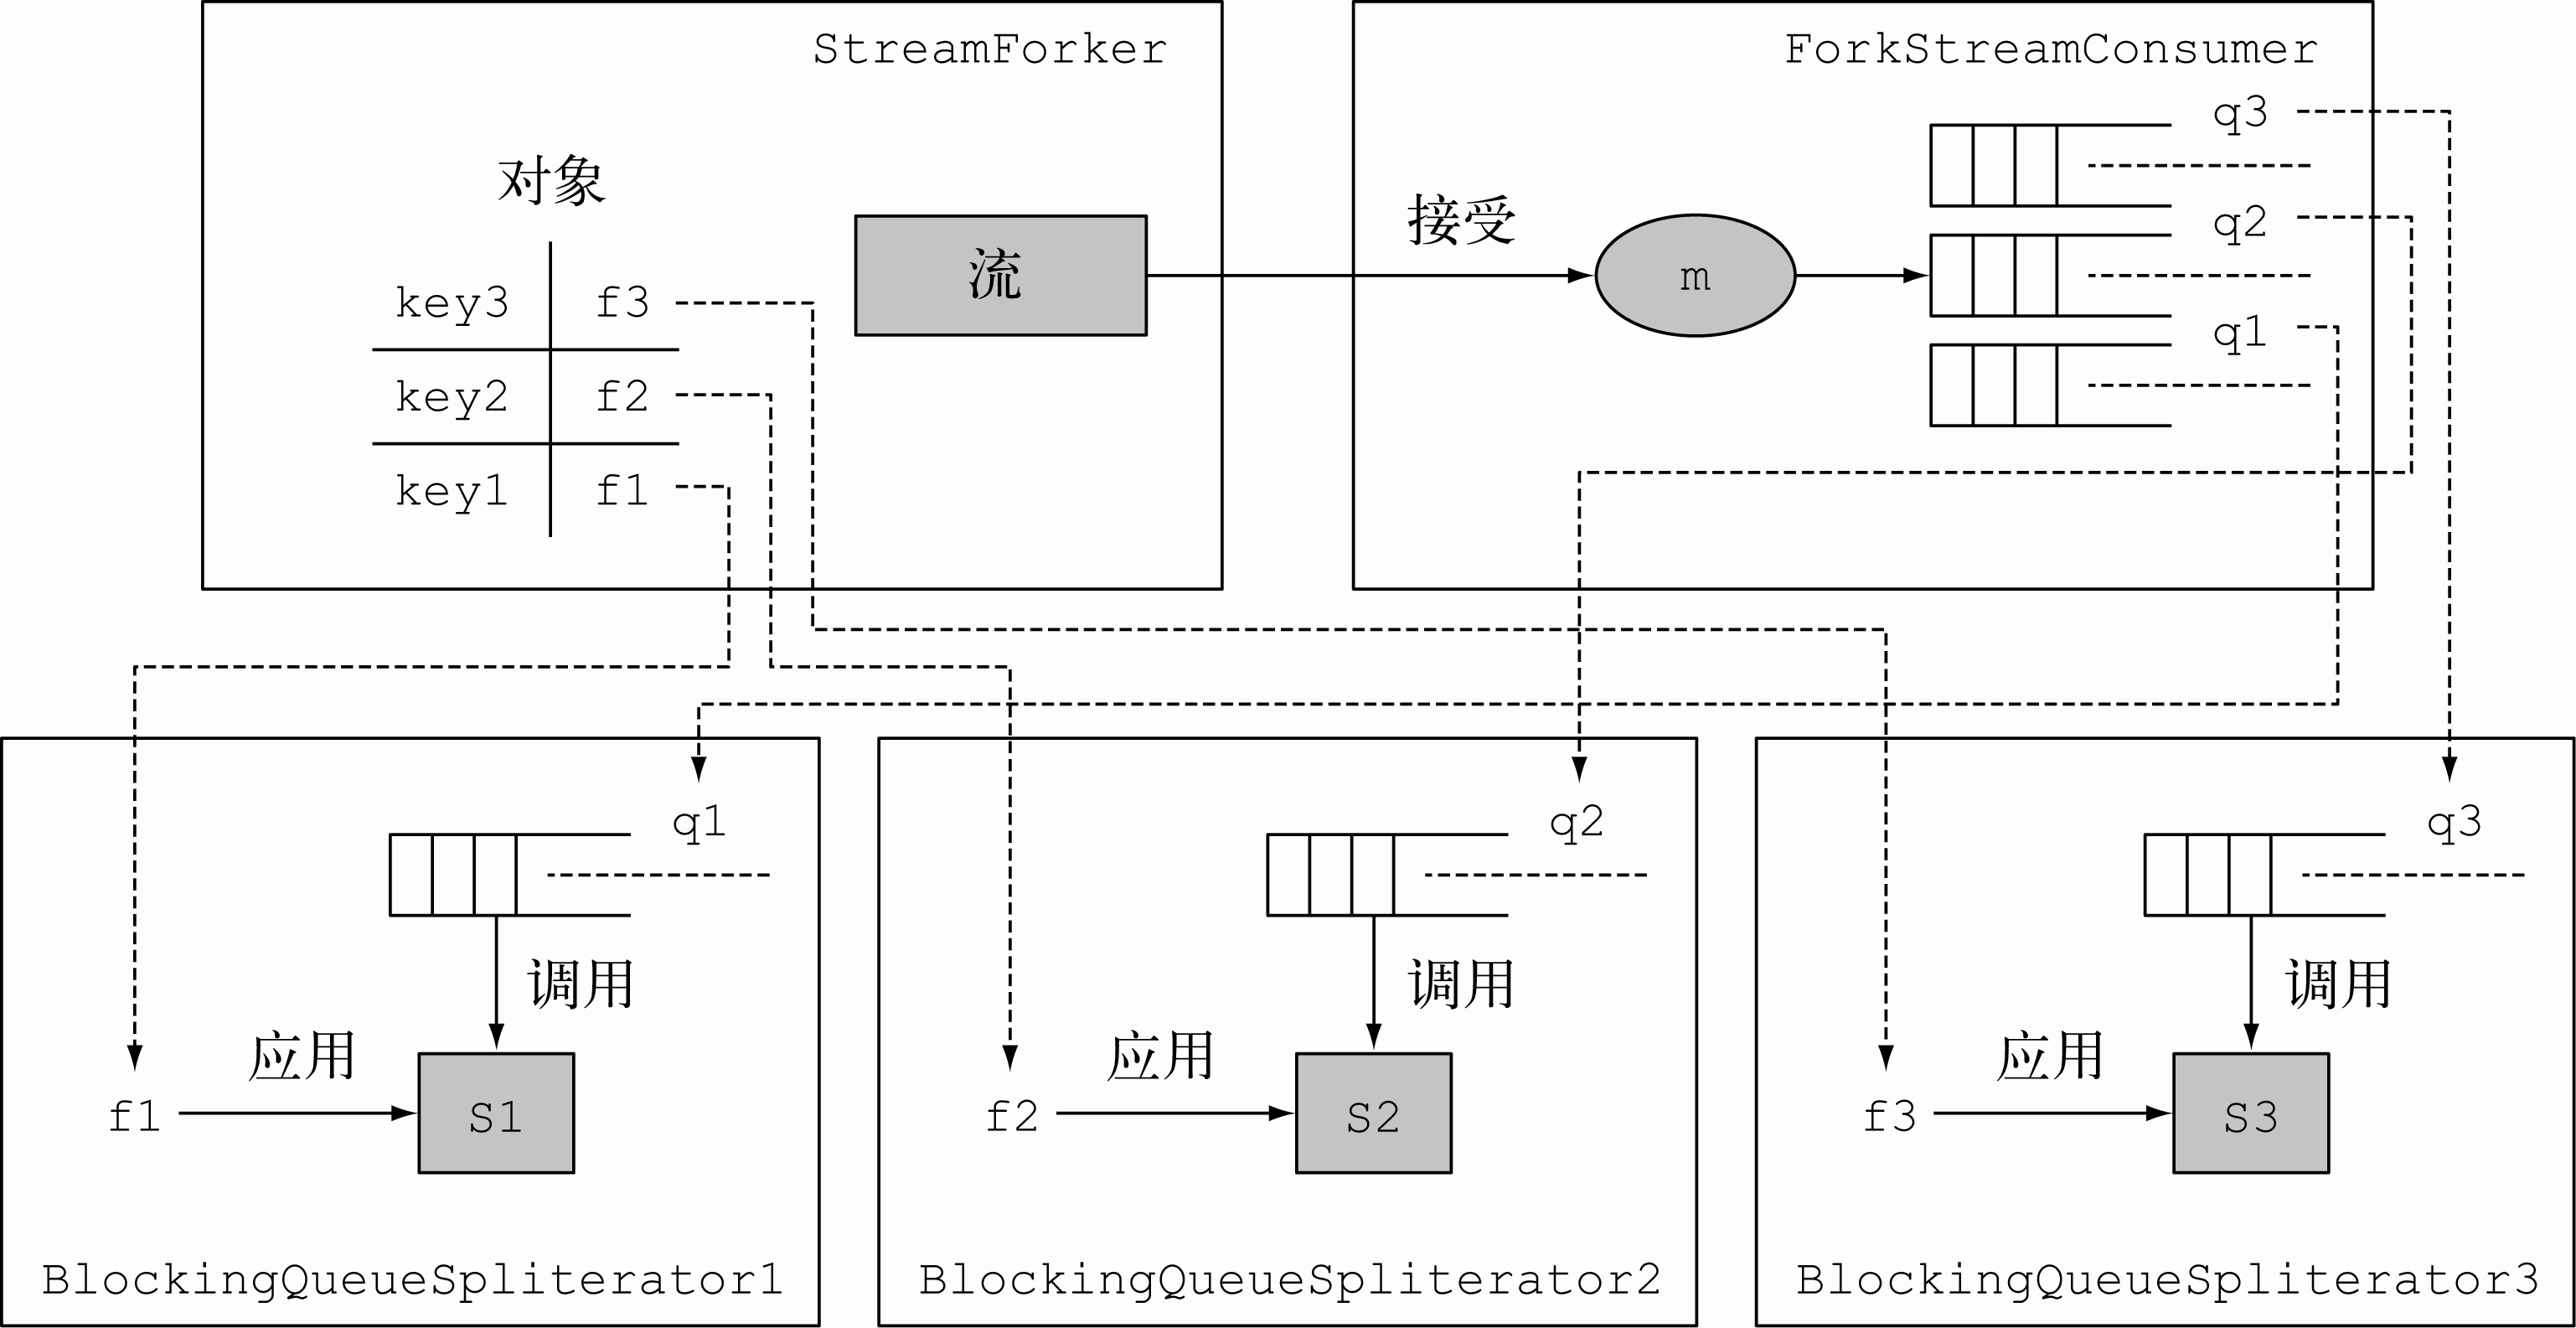 StreamForker
对象
key3 f3
key2 f2
key1 f1
流
接受
ForkStreamConsumer
m
q3
q2
q1
q1
调用
应用
f1
S1
BlockingQueueSpliterator1
q2
调用
应用
f2
S2
BlockingQueueSpliterator2
q3
调用
应用
f3
S3
BlockingQueueSpliterator3